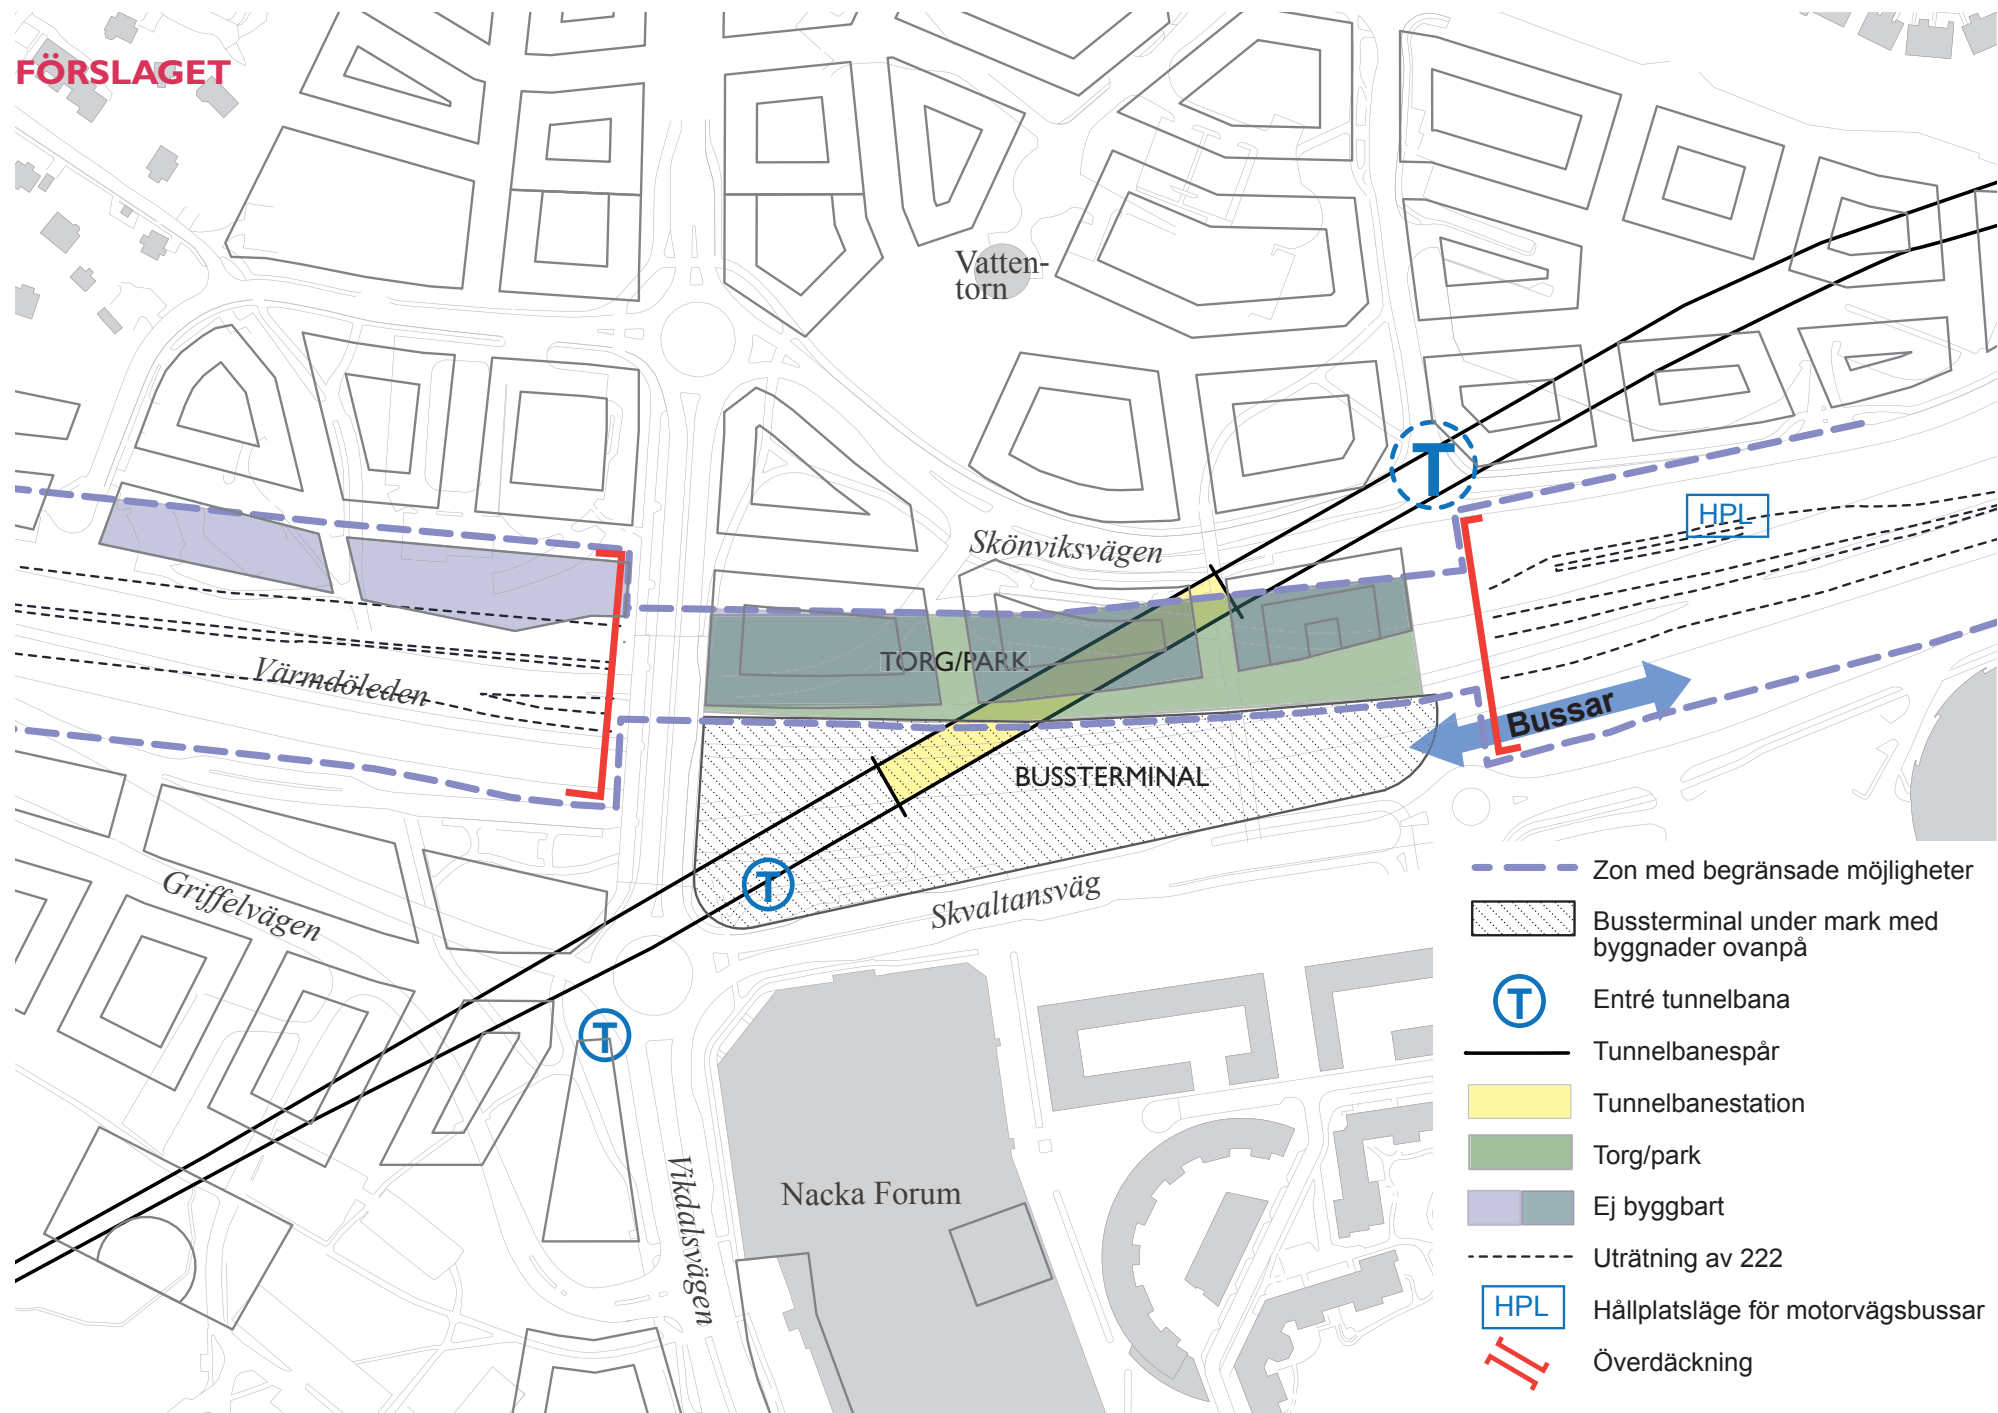 FÖRSLAGET
Vatten-
torn
T
HPL
Skönviksvägen
TORG/PARK
Värmdöleden
Bussar
BUSSTERMINAL
T
Griffelvägen
Skvaltansväg
T
Vikdalsvägen
Nacka Forum
Zon med begränsade möjligheter
Bussterminal under mark med
byggnader ovanpå
T
Entré tunnelbana
Tunnelbanespår
Tunnelbanestation
Torg/park
Ej byggbart
Uträtning av 222
HPL
Hållplatsläge för motorvägsbussar
Överdäckning